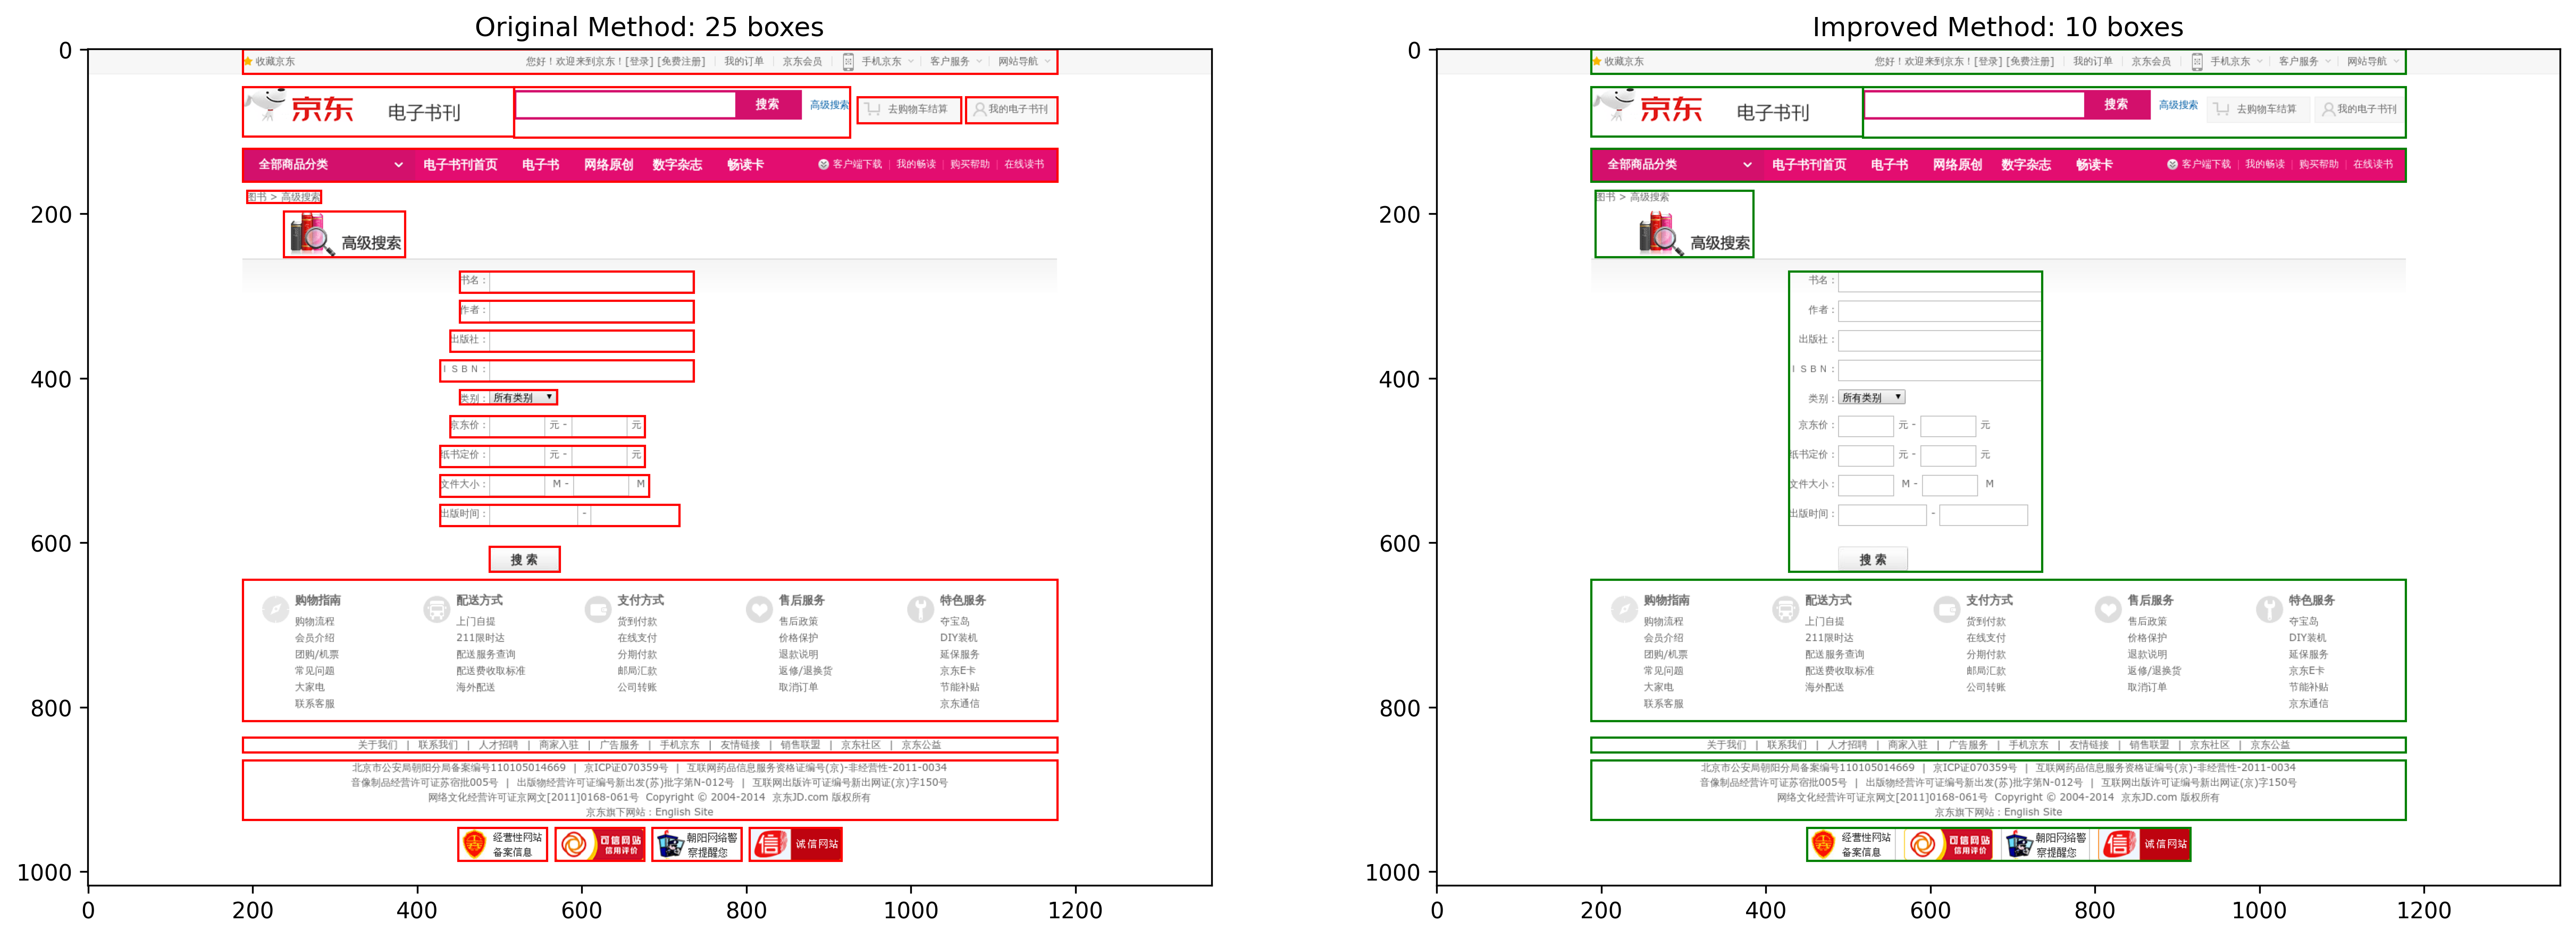 Original Method: 25 boxes
收藏京东 您好！欢迎来到京东！[登录] [免费注册] 我的订单 京东会员 手机京东 客户服务 网站导航
京东 电子书刊 搜索 高级搜索 去购物车结算 我的电子书刊
全部商品分类 电子书刊首页 电子书 网络原创 数字杂志 畅读卡 客户端下载 | 我的畅读 | 购买帮助 | 在线读书
图书 > 高级搜索
高级搜索
书名：
作者：
出版社：
ＩＳＢＮ：
类别： 所有类别
京东价： 元 - 元
纸书定价： 元 - 元
文件大小： M - M
出版时间： -
搜 索
购物指南 配送方式 支付方式 售后服务 特色服务
购物流程 上门自提 货到付款 售后政策 夺宝岛
会员介绍 211限时达 在线支付 价格保护 DIY装机
团购/机票 配送服务查询 分期付款 退款说明 延保服务
常见问题 配送费收取标准 邮局汇款 返修/退换货 京东E卡
大家电 海外配送 公司转账 取消订单 节能补贴
联系客服 京东通信
关于我们 | 联系我们 | 人才招聘 | 商家入驻 | 广告服务 | 手机京东 | 友情链接 | 销售联盟 | 京东社区 | 京东公益
北京市公安局朝阳分局备案编号110105014669 | 京ICP证070359号 | 互联网药品信息服务资格证编号(京)-非经营性-2011-0034
音像制品经营许可证苏宿批005号 | 出版物经营许可证编号新出发(苏)批字第N-012号 | 互联网出版许可证编号新出网证(京)字150号
网络文化经营许可证京网文[2011]0168-061号 Copyright © 2004-2014 京东JD.com 版权所有
京东旗下网站：English Site
经营性网站 可信网站 朝阳网络警 信 诚信网站
备案信息 信用评价 察提醒您
0
200
400
600
800
1000
0 200 400 600 800 1000 1200
Improved Method: 10 boxes
收藏京东 您好！欢迎来到京东！[登录] [免费注册] 我的订单 京东会员 手机京东 客户服务 网站导航
京东 电子书刊 搜索 高级搜索 去购物车结算 我的电子书刊
全部商品分类 电子书刊首页 电子书 网络原创 数字杂志 畅读卡 客户端下载 | 我的畅读 | 购买帮助 | 在线读书
图书 > 高级搜索
高级搜索
书名：
作者：
出版社：
ＩＳＢＮ：
类别： 所有类别
京东价： 元 - 元
纸书定价： 元 - 元
文件大小： M - M
出版时间： -
搜 索
购物指南 配送方式 支付方式 售后服务 特色服务
购物流程 上门自提 货到付款 售后政策 夺宝岛
会员介绍 211限时达 在线支付 价格保护 DIY装机
团购/机票 配送服务查询 分期付款 退款说明 延保服务
常见问题 配送费收取标准 邮局汇款 返修/退换货 京东E卡
大家电 海外配送 公司转账 取消订单 节能补贴
联系客服 京东通信
关于我们 | 联系我们 | 人才招聘 | 商家入驻 | 广告服务 | 手机京东 | 友情链接 | 销售联盟 | 京东社区 | 京东公益
北京市公安局朝阳分局备案编号110105014669 | 京ICP证070359号 | 互联网药品信息服务资格证编号(京)-非经营性-2011-0034
音像制品经营许可证苏宿批005号 | 出版物经营许可证编号新出发(苏)批字第N-012号 | 互联网出版许可证编号新出网证(京)字150号
网络文化经营许可证京网文[2011]0168-061号 Copyright © 2004-2014 京东JD.com 版权所有
京东旗下网站：English Site
经营性网站 可信网站 朝阳网络警 信 诚信网站
备案信息 信用评价 察提醒您
0
200
400
600
800
1000
0 200 400 600 800 1000 1200